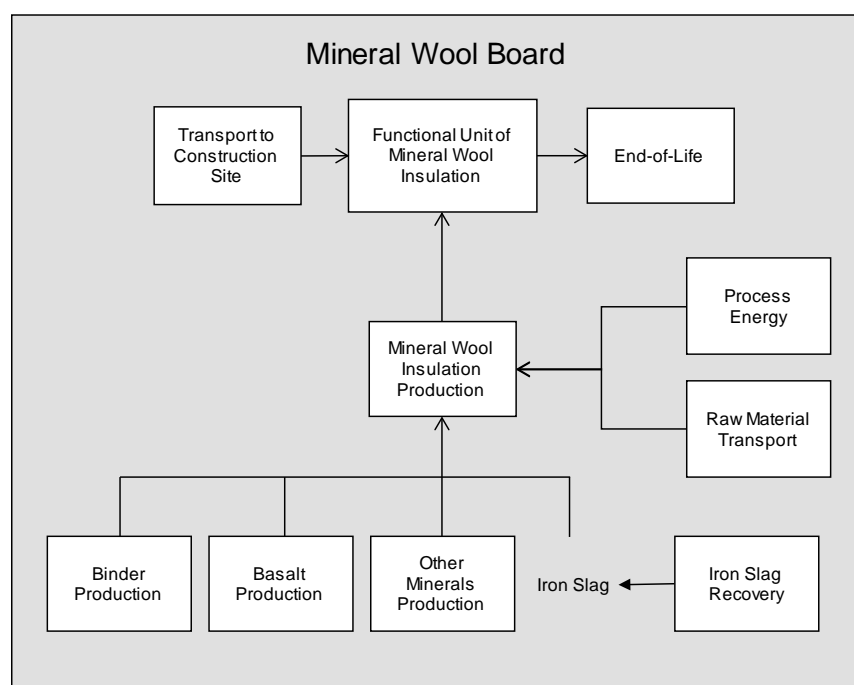 Mineral Wool Board
Transport to
Construction
Site
Functional Unit of
Mineral Wool
Insulation
End-of-Life
Process
Energy
Mineral Wool
Insulation
Production
Raw Material
Transport
Binder
Production
Basalt
Production
Other
Minerals
Production
Iron Slag
Iron Slag
Recovery